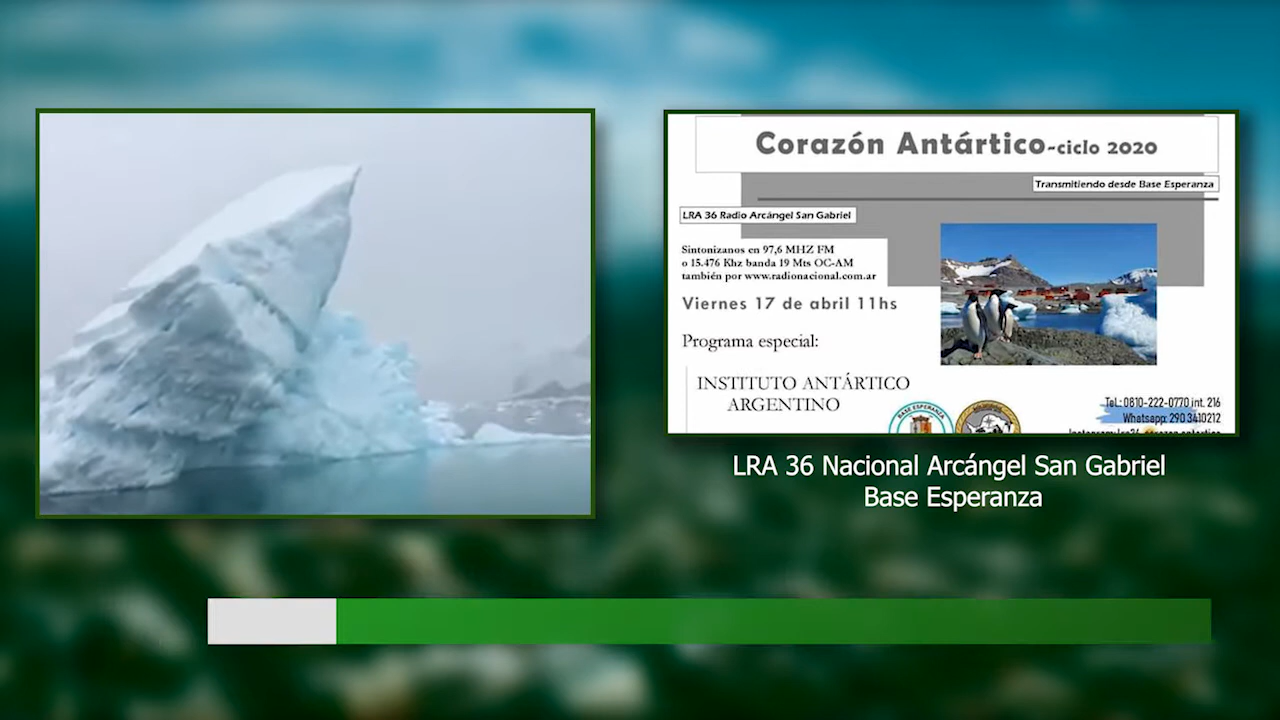 Corazón Antártico-ciclo 2020
Transmitiendo desde Base Esperanza
LRA 36 Radio Arcángel San Gabriel
Sintonizanos en 97,6 MHZ FM
o 15.476 Khz banda 19 Mts OC-AM
también por www.radionacional.com.ar
Viernes 17 de abril 11hs
Programa especial:
INSTITUTO ANTÁRTICO
ARGENTINO
BASE ESPERANZA
Tel.: 0810-222-0770 int. 216
Whatsapp: 290 3410212
LRA 36 Nacional Arcángel San Gabriel
Base Esperanza